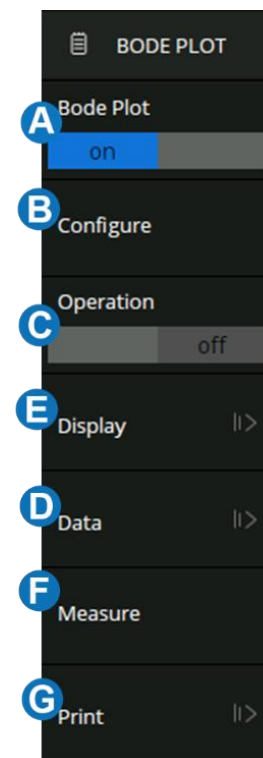 BODE PLOT
A Bode Plot
on
B Configure
Operation
C off
E Display
D Data
F Measure
G Print